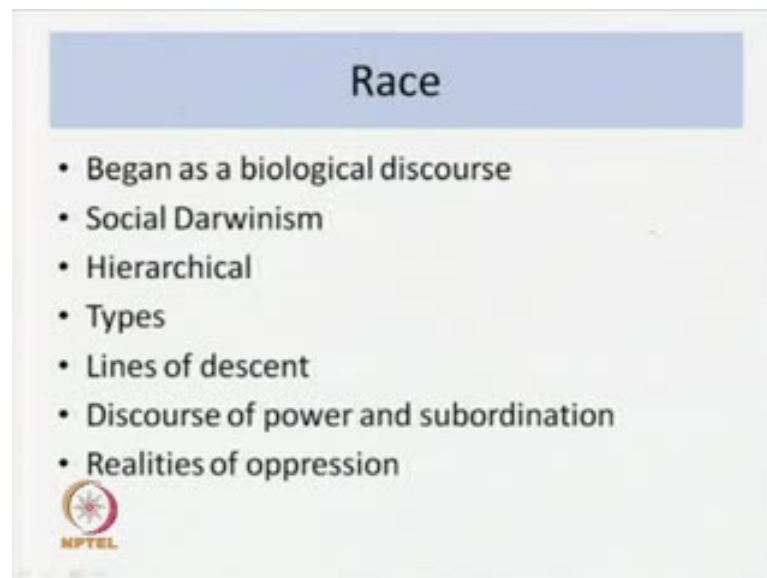 Race
• Began as a biological discourse
• Social Darwinism
• Hierarchical
• Types
• Lines of descent
• Discourse of power and subordination
• Realities of oppression
NPTEL